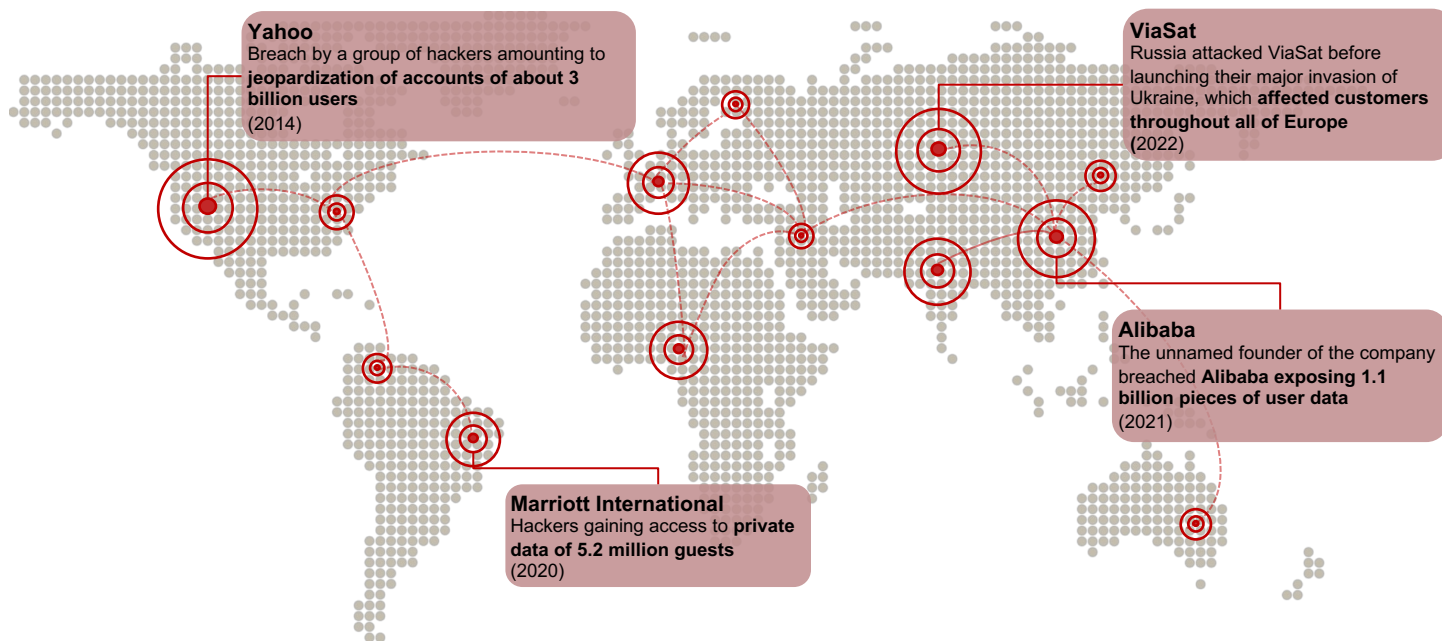 Yahoo
Breach by a group of hackers amounting to
jeopardization of accounts of about 3
billion users
(2014)
ViaSat
Russia attacked ViaSat before
launching their major invasion of
Ukraine, which affected customers
throughout all of Europe
(2022)
Alibaba
The unnamed founder of the company
breached Alibaba exposing 1.1
billion pieces of user data
(2021)
Marriott International
Hackers gaining access to private
data of 5.2 million guests
(2020)